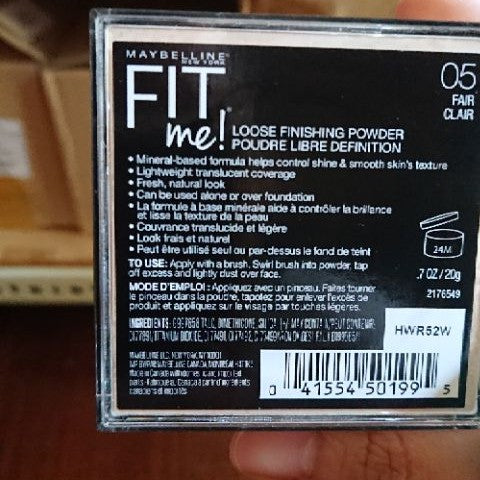 MAYBELLINE
NEW YORK
FIT
me!
LOOSE FINISHING POWDER
POUDRE LIBRE DEFINITION
05
FAIR
CLAIR
• Mineral-based formula helps control shine & smooth skin's texture
• Lightweight translucent coverage
• Fresh, natural look
• Can be used alone or over foundation
• La formule à base minérale aide à contrôler la brillance
et lisse la texture de la peau
• Couvrance translucide et légère
• Look frais et naturel
• Peut être utilisé seul ou par-dessus le fond de teint
TO USE: Apply with a brush. Swirl brush into powder, tap
off excess and lightly dust over face.
MODE D'EMPLOI: Appliquez avec un pinceau. Faites tourner
le pinceau dans la poudre, tapotez pour enlever l'excès de
produit et appliquez sur le visage par touches légères.
24M
.7 OZ / 20g
2176549
INGREDIENTS: TALC, DIMETHICONE,
HWR52W
0 41554 50199 5